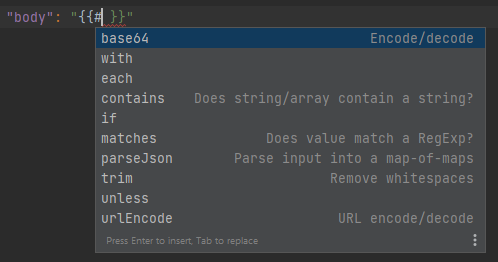 "body": "{{# }}"
base64 Encode/decode
with
each
contains Does string/array contain a string?
if
matches Does value match a RegExp?
parseJson Parse input into a map-of-maps
trim Remove whitespaces
unless
urlEncode URL encode/decode
Press Enter to insert, Tab to replace